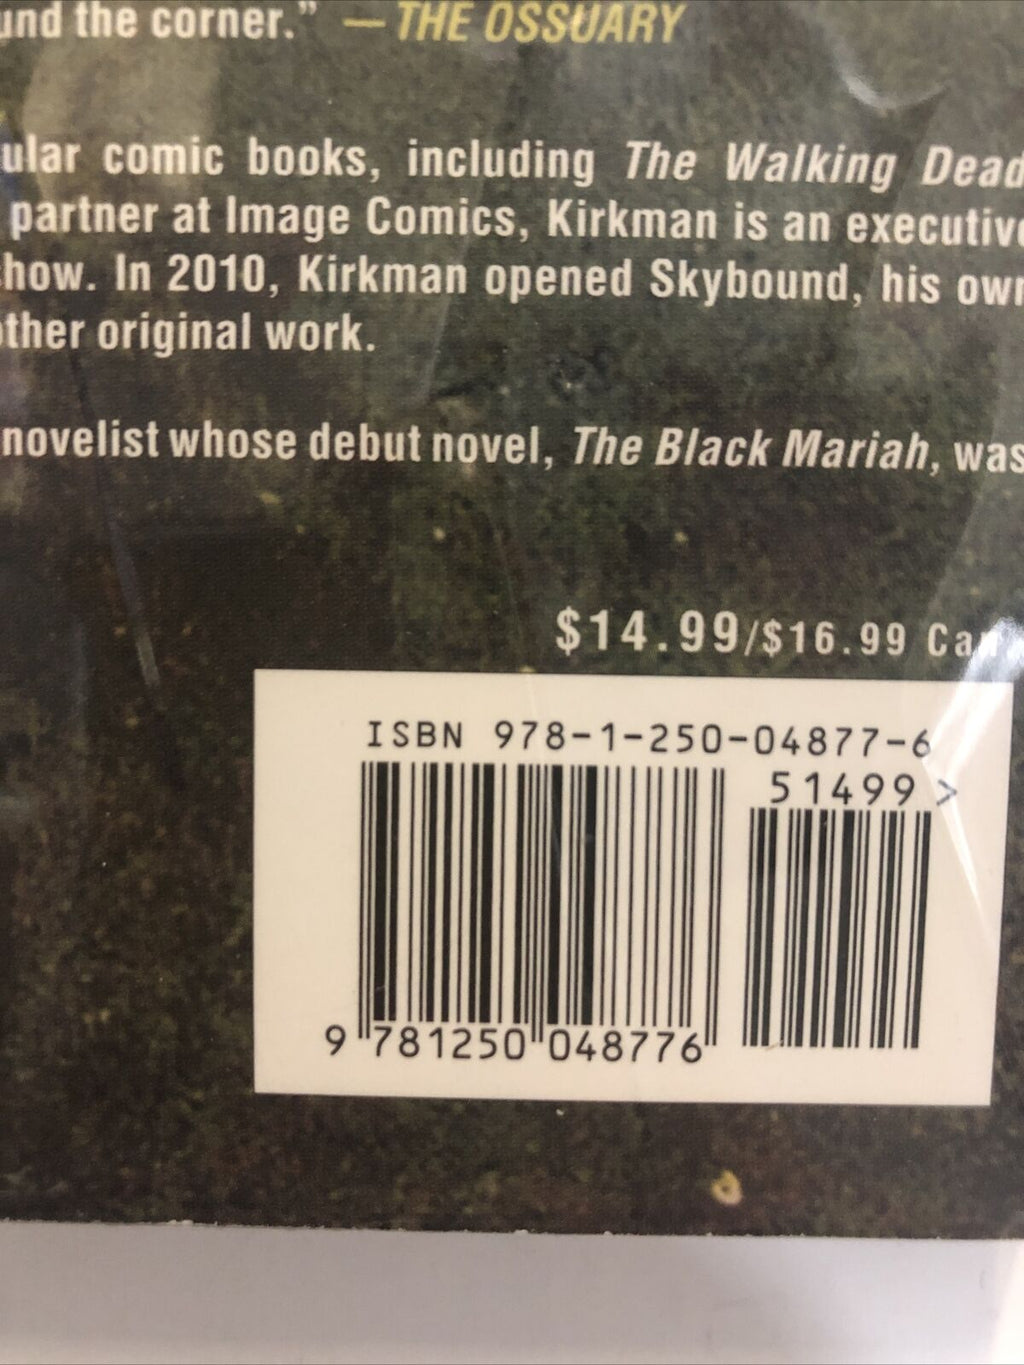 und the corner.” — THE OSSUARY
ular comic books, including The Walking Dead
partner at Image Comics, Kirkman is an executive
how. In 2010, Kirkman opened Skybound, his own
other original work.
novelist whose debut novel, The Black Mariah, was
$14.99/$16.99 Can.
ISBN 978-1-250-04877-6
51499>
9 781250 048776